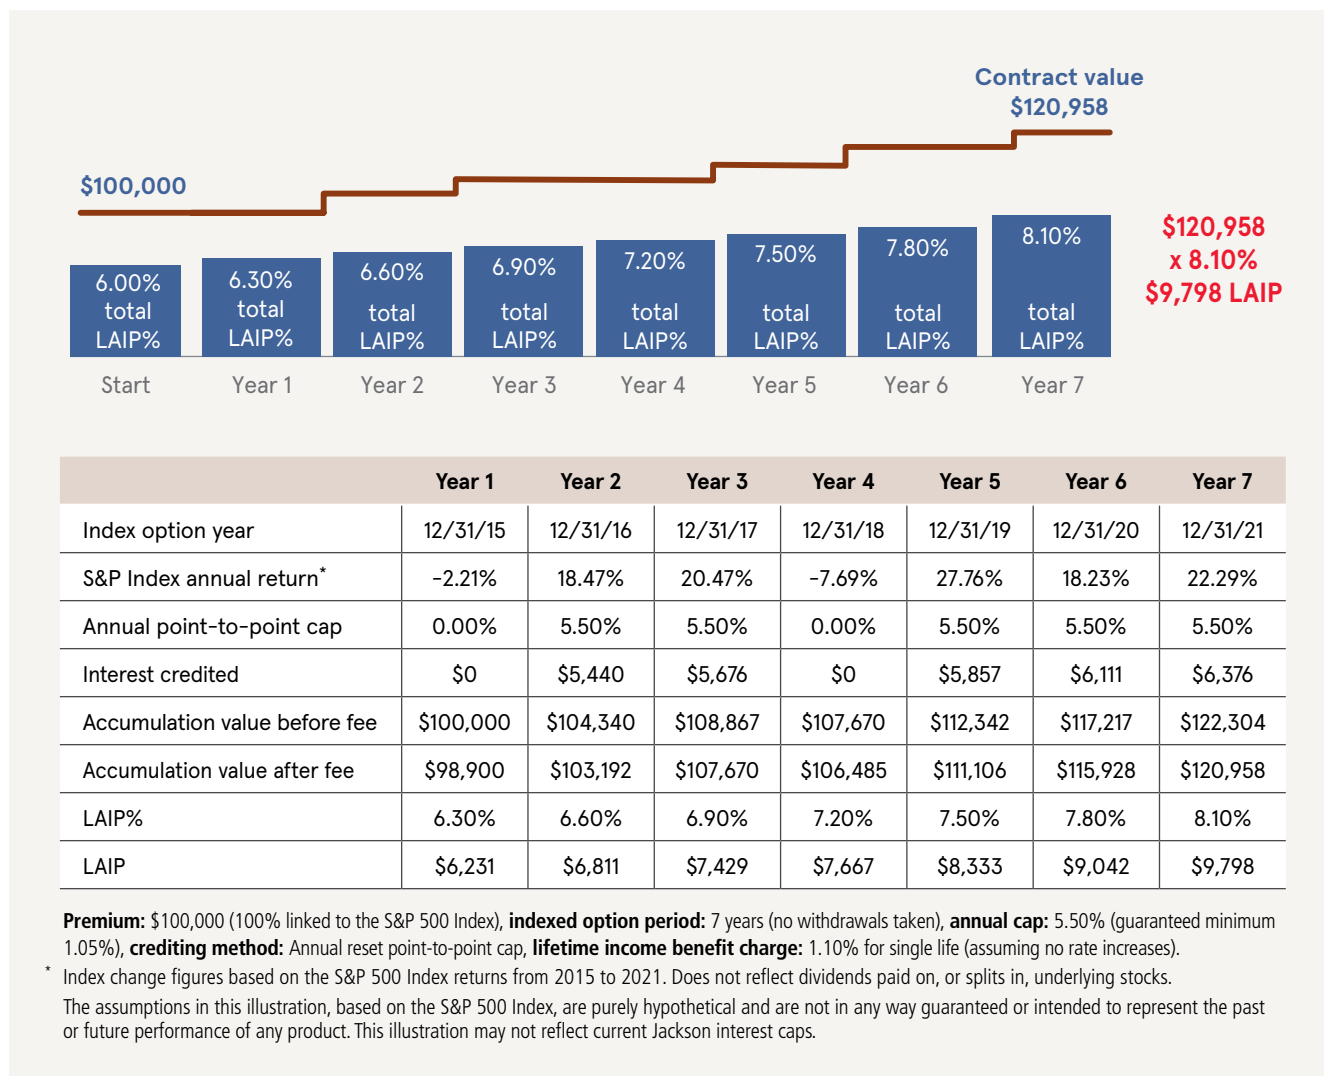 Contract value
$120,958
$100,000
$120,958
x 8.10%
$9,798 LAIP
6.00%
total
LAIP%
6.30%
total
LAIP%
6.60%
total
LAIP%
6.90%
total
LAIP%
7.20%
total
LAIP%
7.50%
total
LAIP%
7.80%
total
LAIP%
8.10%
total
LAIP%
Start Year 1 Year 2 Year 3 Year 4 Year 5 Year 6 Year 7
Year 1 Year 2 Year 3 Year 4 Year 5 Year 6 Year 7
Index option year 12/31/15 12/31/16 12/31/17 12/31/18 12/31/19 12/31/20 12/31/21
S&P Index annual return* -2.21% 18.47% 20.47% -7.69% 27.76% 18.23% 22.29%
Annual point-to-point cap 0.00% 5.50% 5.50% 0.00% 5.50% 5.50% 5.50%
Interest credited $0 $5,440 $5,676 $0 $5,857 $6,111 $6,376
Accumulation value before fee $100,000 $104,340 $108,867 $107,670 $112,342 $117,217 $122,304
Accumulation value after fee $98,900 $103,192 $107,670 $106,485 $111,106 $115,928 $120,958
LAIP% 6.30% 6.60% 6.90% 7.20% 7.50% 7.80% 8.10%
LAIP $6,231 $6,811 $7,429 $7,667 $8,333 $9,042 $9,798
Premium: $100,000 (100% linked to the S&P 500 Index), indexed option period: 7 years (no withdrawals taken), annual cap: 5.50% (guaranteed minimum
1.05%), crediting method: Annual reset point-to-point cap, lifetime income benefit charge: 1.10% for single life (assuming no rate increases).
* Index change figures based on the S&P 500 Index returns from 2015 to 2021. Does not reflect dividends paid on, or splits in, underlying stocks.
The assumptions in this illustration, based on the S&P 500 Index, are purely hypothetical and are not in any way guaranteed or intended to represent the past
or future performance of any product. This illustration may not reflect current Jackson interest caps.